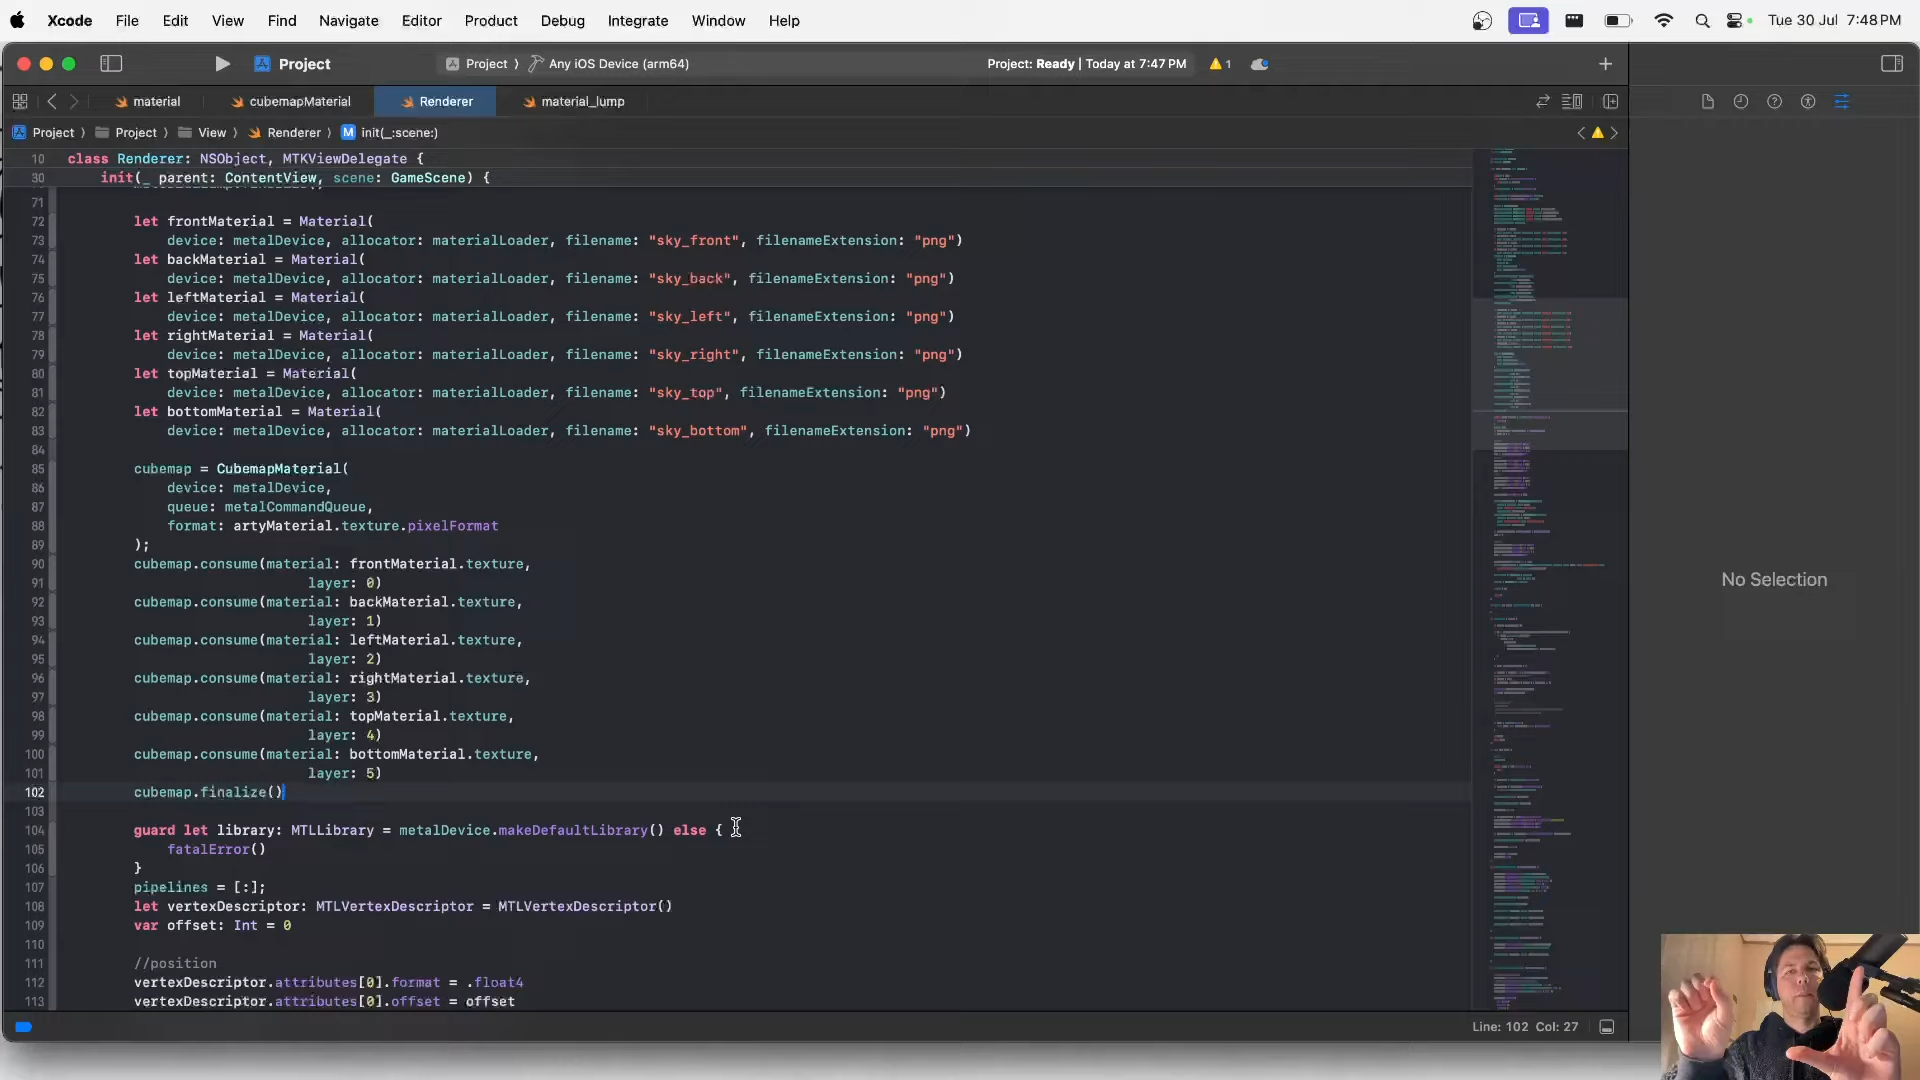 Xcode File Edit View Find Navigate Editor Product Debug Integrate Window Help Tue 30 Jul 7:48 PM
Project Project 〉 Any iOS Device (arm64) Project: Ready | Today at 7:47 PM 1
material cubemapMaterial Renderer material_lump
Project 〉 Project 〉 View 〉 Renderer 〉 M init(_:scene:)
10 class Renderer: NSObject, MTKViewDelegate {
30 init(_ parent: ContentView, scene: GameScene) {
71
72 let frontMaterial = Material(
73 device: metalDevice, allocator: materialLoader, filename: "sky_front", filenameExtension: "png")
74 let backMaterial = Material(
75 device: metalDevice, allocator: materialLoader, filename: "sky_back", filenameExtension: "png")
76 let leftMaterial = Material(
77 device: metalDevice, allocator: materialLoader, filename: "sky_left", filenameExtension: "png")
78 let rightMaterial = Material(
79 device: metalDevice, allocator: materialLoader, filename: "sky_right", filenameExtension: "png")
80 let topMaterial = Material(
81 device: metalDevice, allocator: materialLoader, filename: "sky_top", filenameExtension: "png")
82 let bottomMaterial = Material(
83 device: metalDevice, allocator: materialLoader, filename: "sky_bottom", filenameExtension: "png")
84
85 cubemap = CubemapMaterial(
86 device: metalDevice,
87 queue: metalCommandQueue,
88 format: artyMaterial.texture.pixelFormat
89 );
90 cubemap.consume(material: frontMaterial.texture,
91 layer: 0)
92 cubemap.consume(material: backMaterial.texture,
93 layer: 1)
94 cubemap.consume(material: leftMaterial.texture,
95 layer: 2)
96 cubemap.consume(material: rightMaterial.texture,
97 layer: 3)
98 cubemap.consume(material: topMaterial.texture,
99 layer: 4)
100 cubemap.consume(material: bottomMaterial.texture,
101 layer: 5)
102 cubemap.finalize()
103
104 guard let library: MTLLibrary = metalDevice.makeDefaultLibrary() else {
105 fatalError()
106 }
107 pipelines = [:];
108 let vertexDescriptor: MTLVertexDescriptor = MTLVertexDescriptor()
109 var offset: Int = 0
110
111 //position
112 vertexDescriptor.attributes[0].format = .float4
113 vertexDescriptor.attributes[0].offset = offset
No Selection
Line: 102 Col: 27